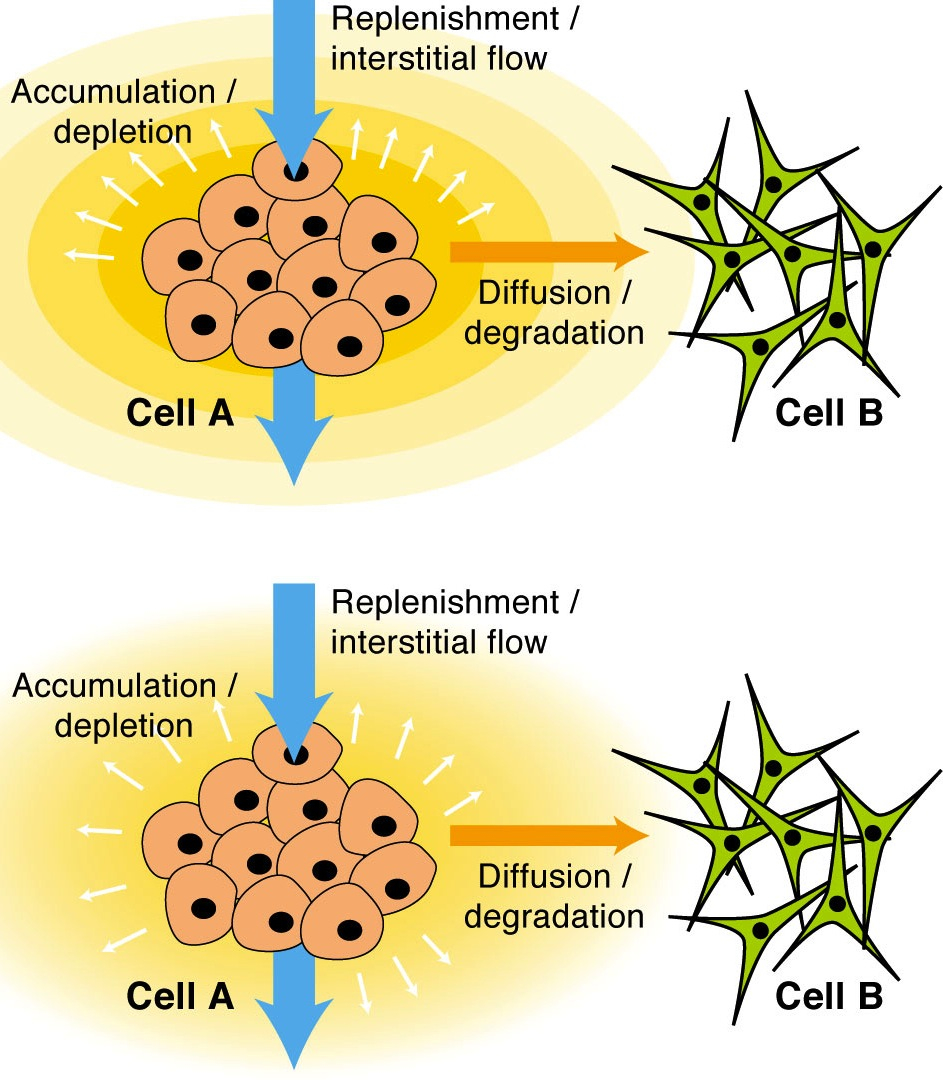 Replenishment /
interstitial flow
Accumulation /
depletion
Diffusion /
degradation
Cell A
Cell B
Replenishment /
interstitial flow
Accumulation /
depletion
Diffusion /
degradation
Cell A
Cell B